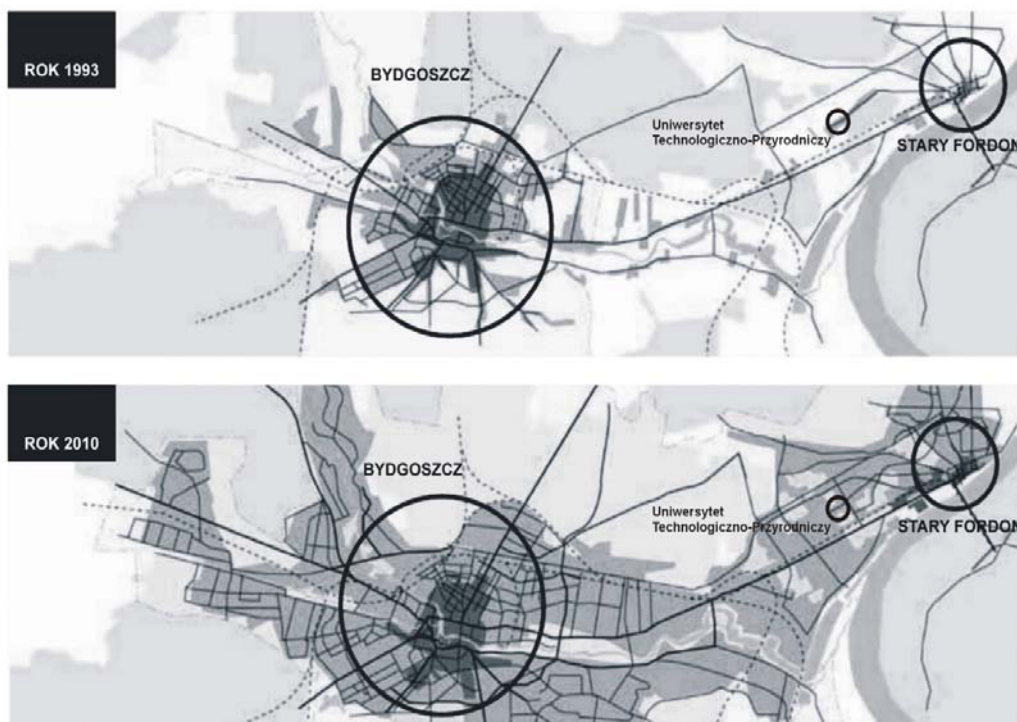 ROK 1993
BYDGOSZCZ
Uniwersytet
Technologiczno-Przyrodniczy
STARY FORDON
ROK 2010
BYDGOSZCZ
Uniwersytet
Technologiczno-Przyrodniczy
STARY FORDON